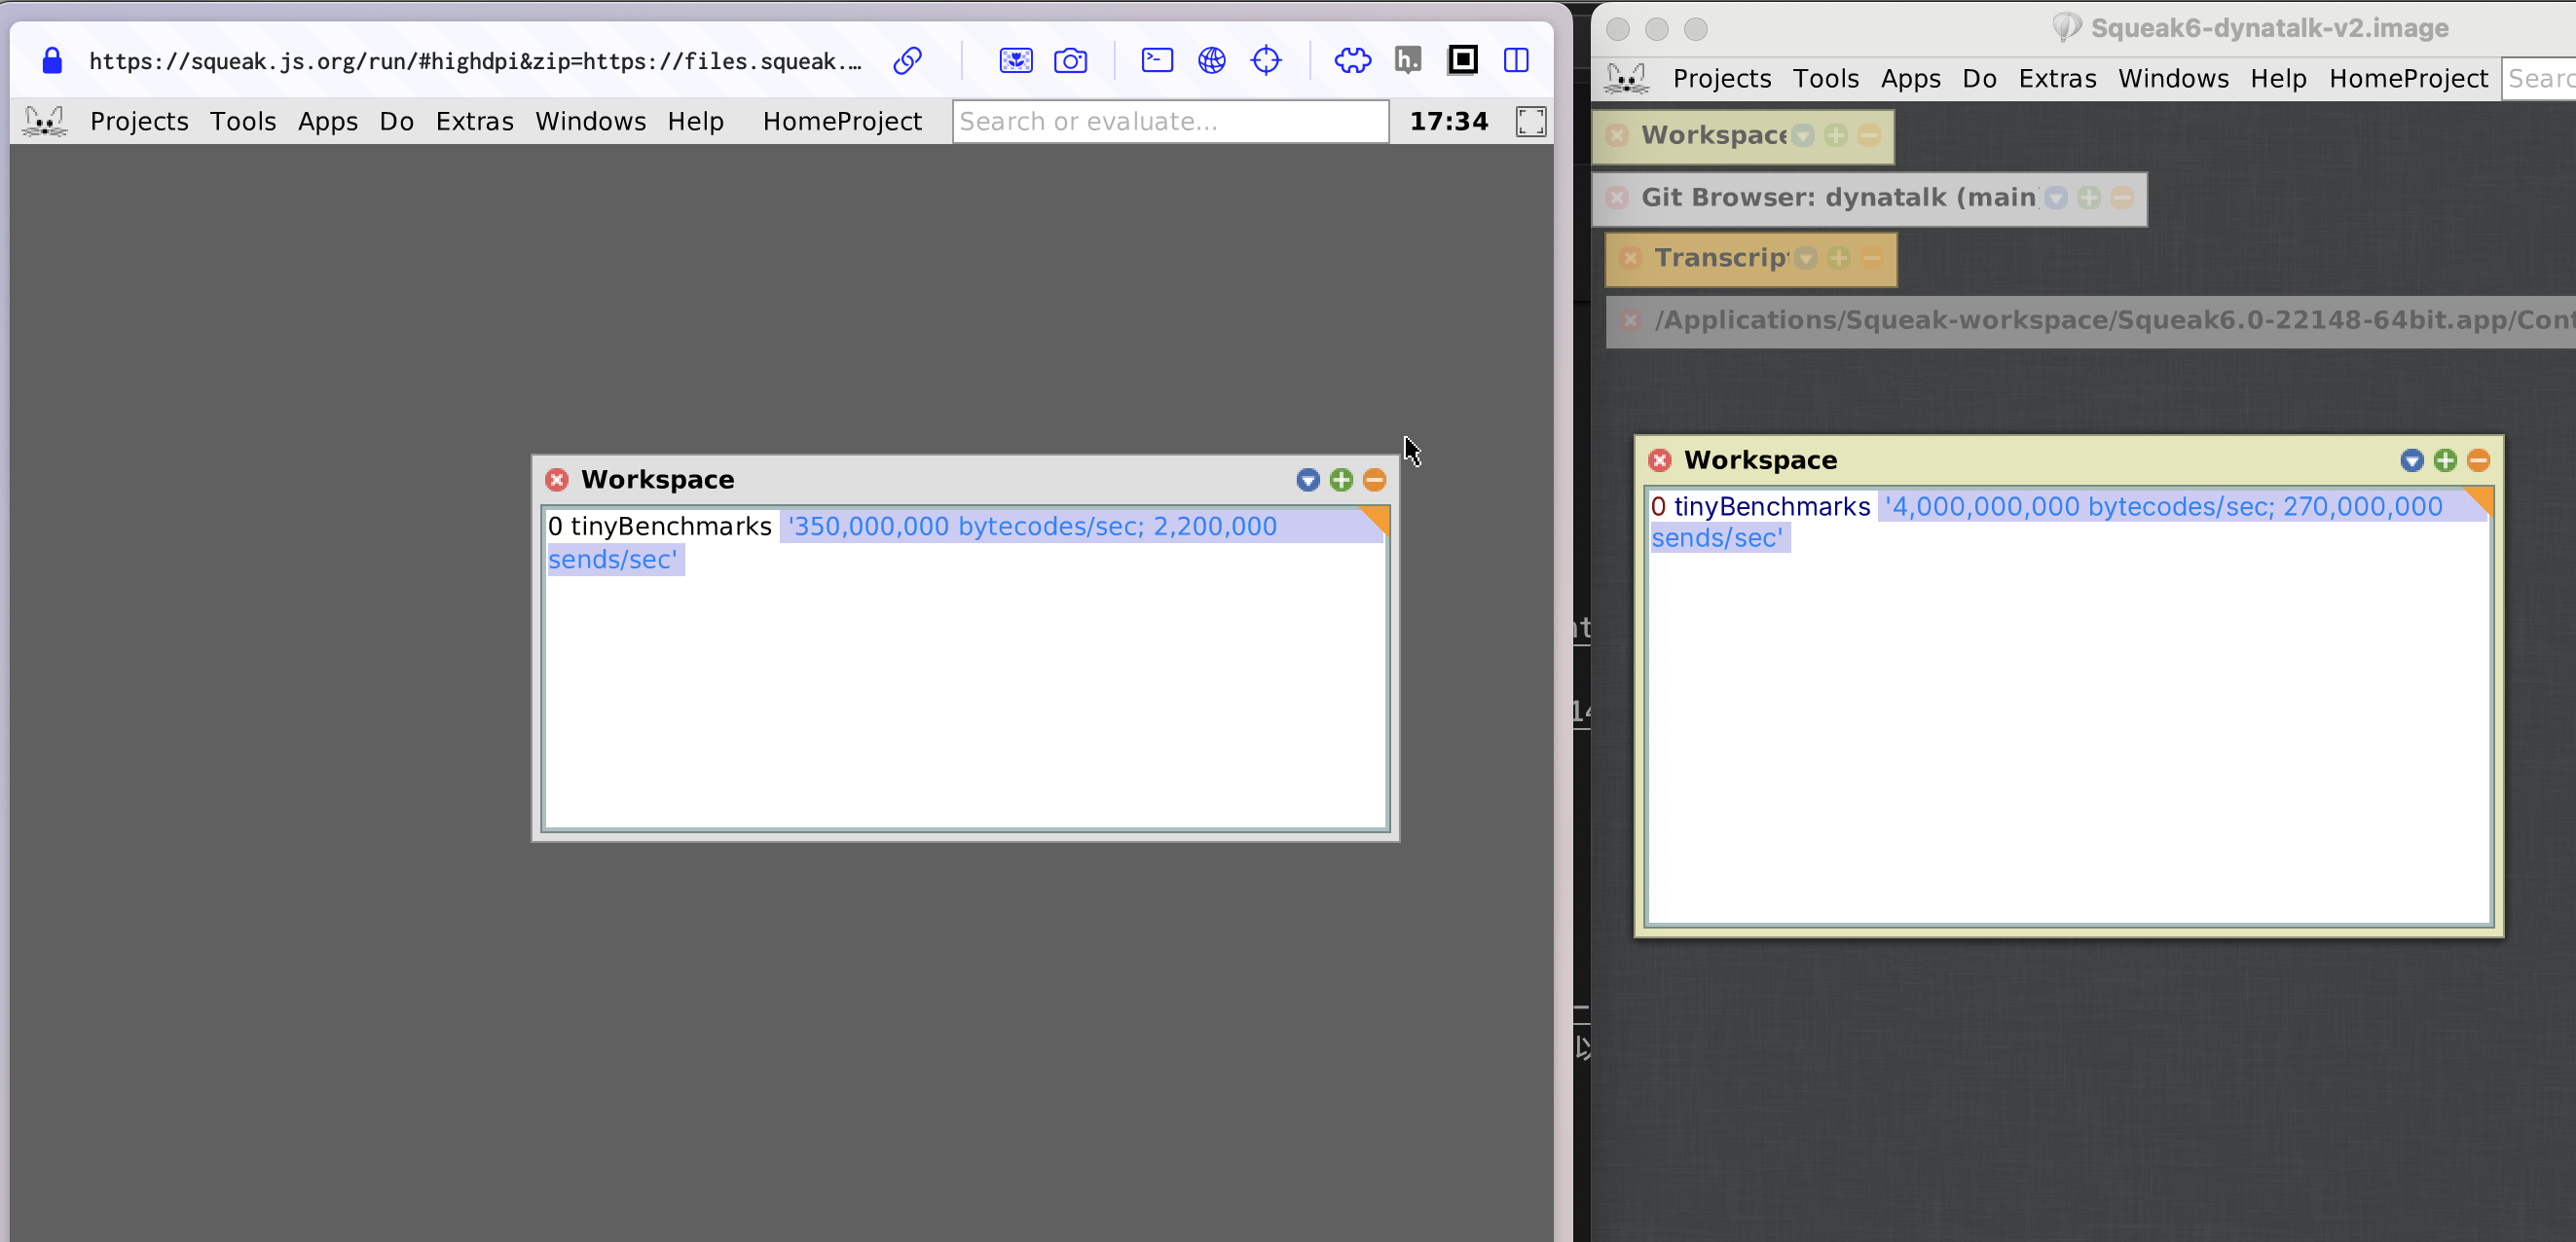 https://squeak.js.org/run/#highdpi&zip=https://files.squeak.…
h.
Projects Tools Apps Do Extras Windows Help HomeProject Search or evaluate... 17:34
Workspace
0 tinyBenchmarks '350,000,000 bytecodes/sec; 2,200,000
sends/sec'
14
以
Squeak6-dynatalk-v2.image
Projects Tools Apps Do Extras Windows Help HomeProject Searc
Workspace
Git Browser: dynatalk (main)
Transcrip
/Applications/Squeak-workspace/Squeak6.0-22148-64bit.app/Cont
Workspace
0 tinyBenchmarks '4,000,000,000 bytecodes/sec; 270,000,000
sends/sec'